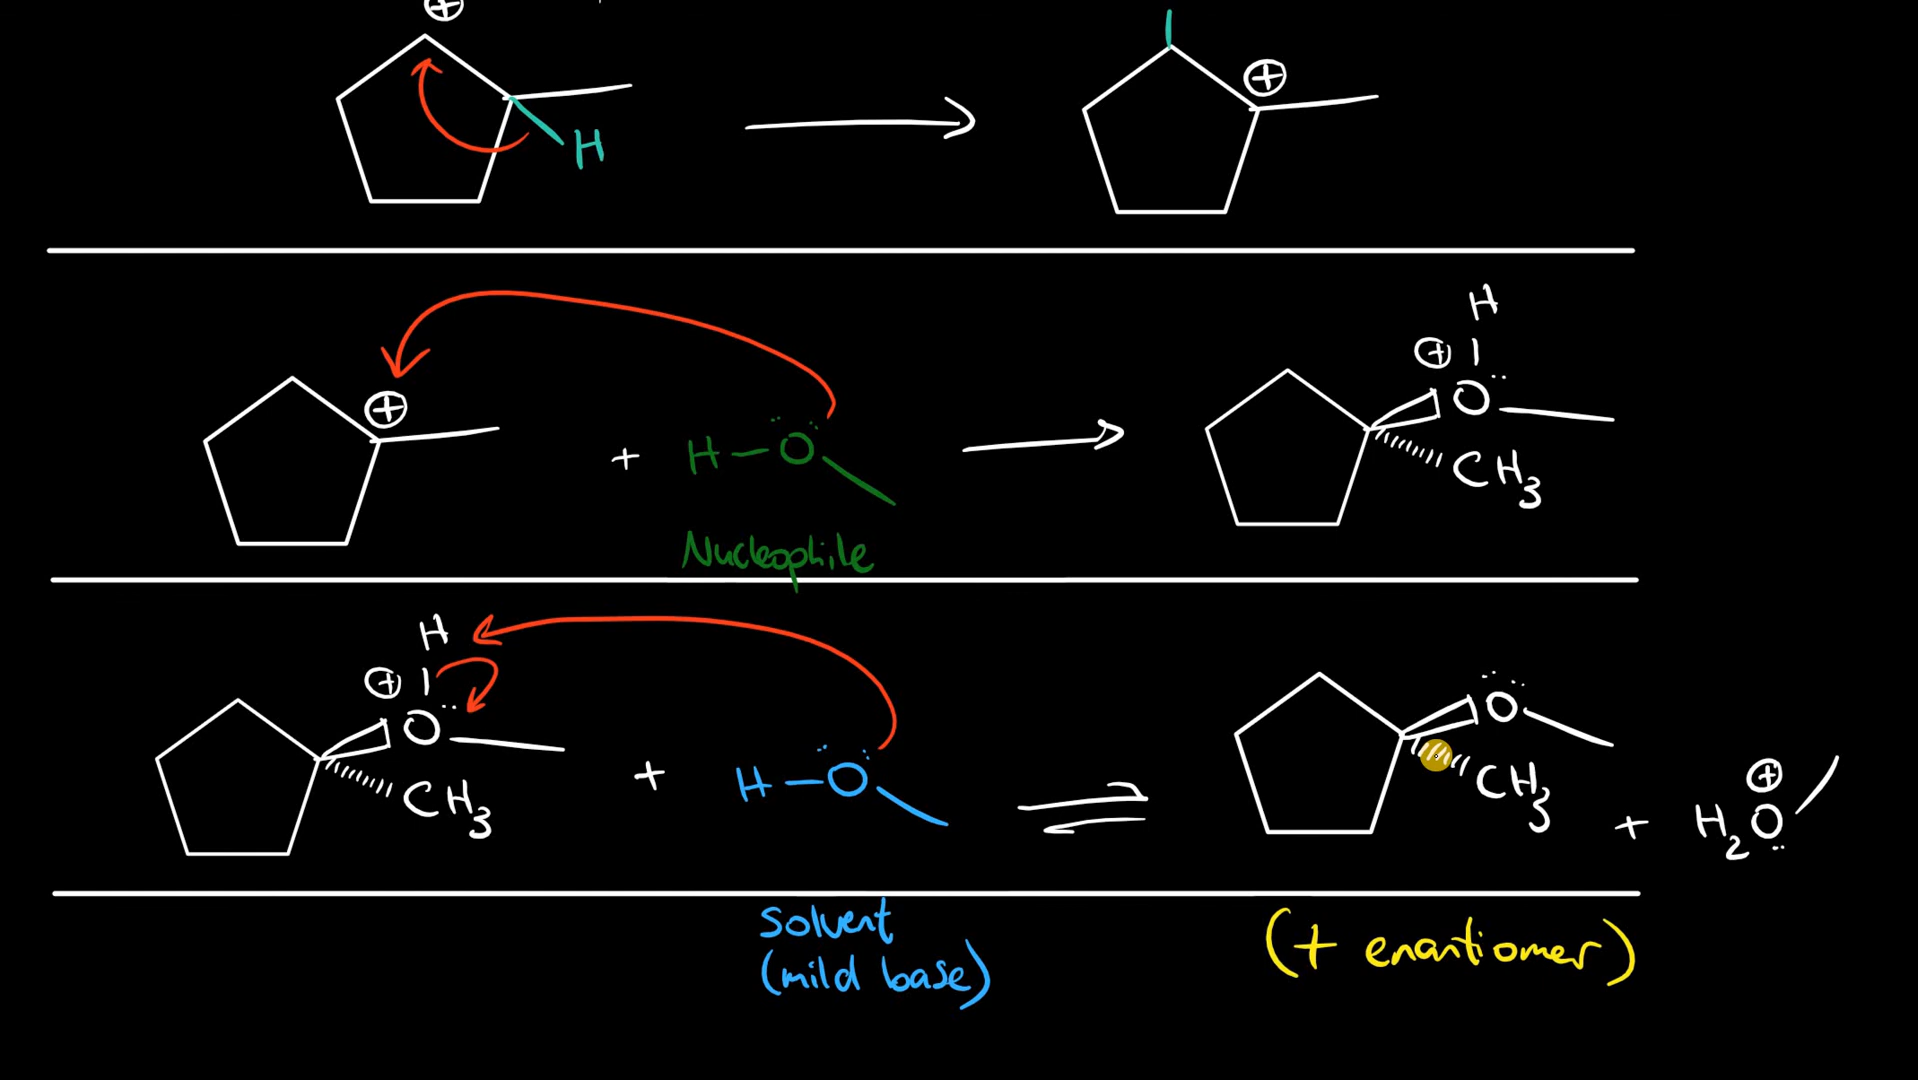 ⊕
H
⊕
H
⊕
O
CH3
⊕
+
H–O
Nucleophile
H
⊕
O
CH3
+
H–O
O
CH3
+
⊕
H2O
solvent
(mild base)
(+ enantiomer)